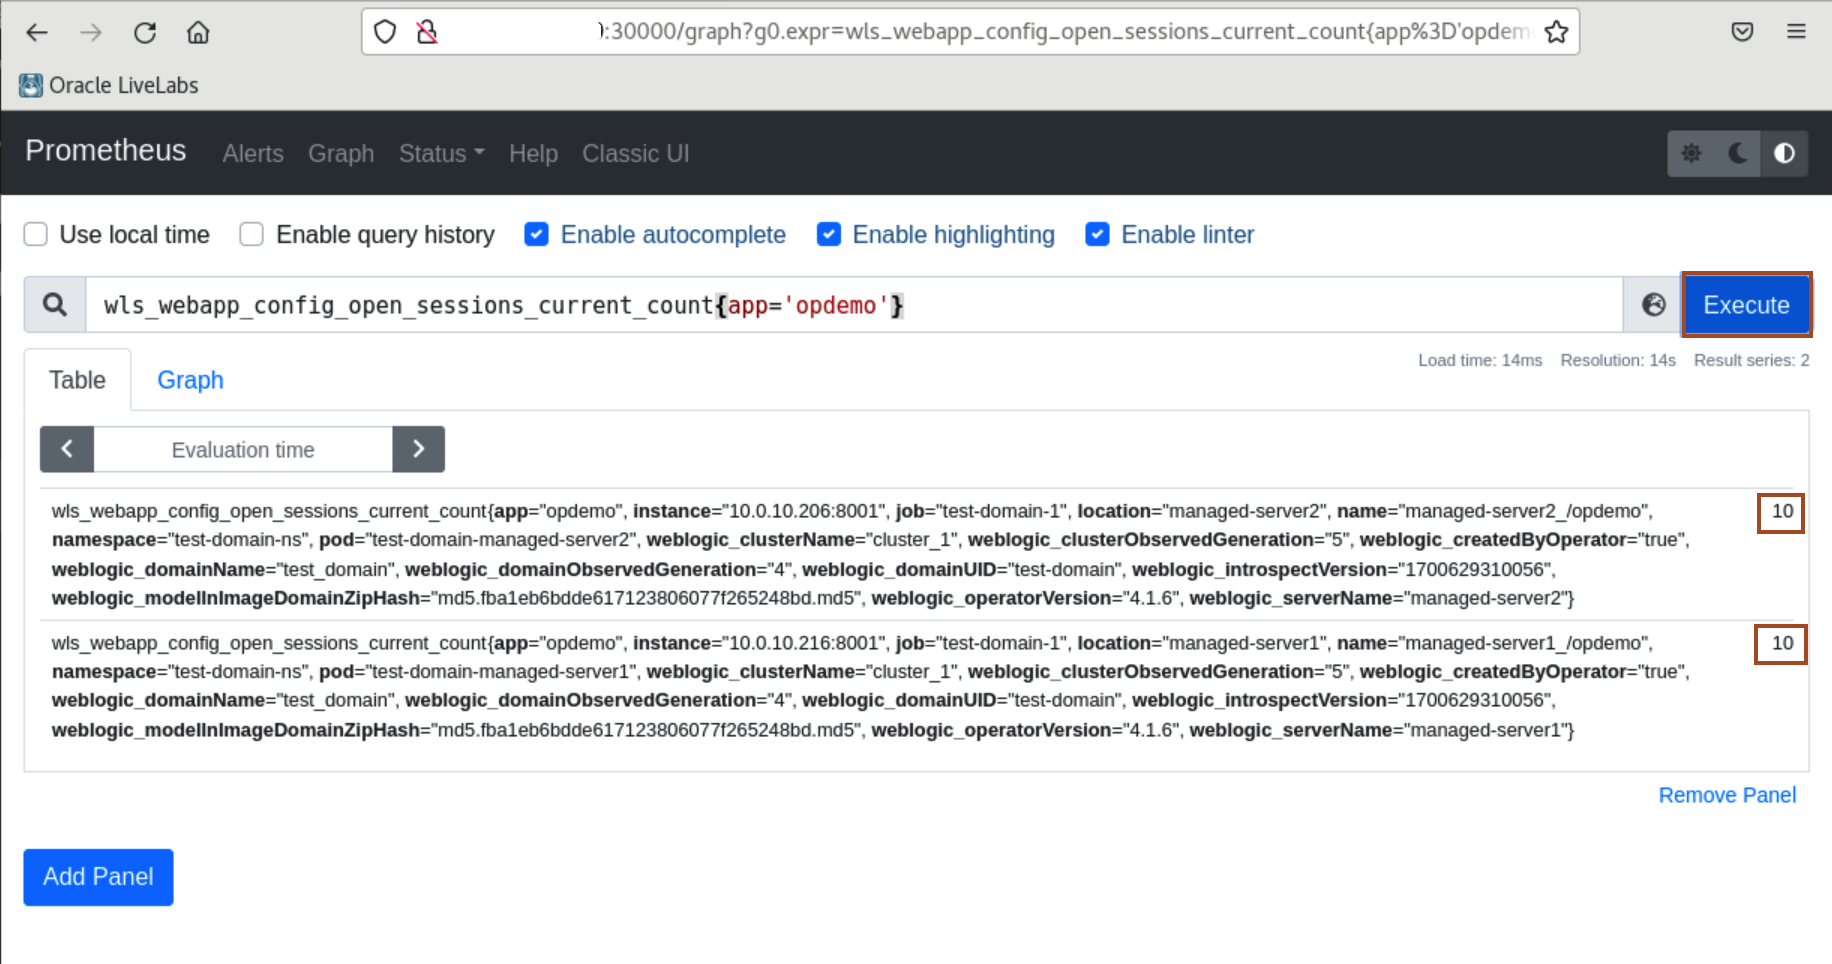 :30000/graph?g0.expr=wls_webapp_config_open_sessions_current_count{app%3D'opdem
Oracle LiveLabs
Prometheus Alerts Graph Status Help Classic UI
Use local time Enable query history Enable autocomplete Enable highlighting Enable linter
wls_webapp_config_open_sessions_current_count{app='opdemo'} Execute
Load time: 14ms Resolution: 14s Result series: 2
Table Graph
Evaluation time
wls_webapp_config_open_sessions_current_count{app="opdemo", instance="10.0.10.206:8001", job="test-domain-1", location="managed-server2", name="managed-server2_/opdemo", 10
namespace="test-domain-ns", pod="test-domain-managed-server2", weblogic_clusterName="cluster_1", weblogic_clusterObservedGeneration="5", weblogic_createdByOperator="true",
weblogic_domainName="test_domain", weblogic_domainObservedGeneration="4", weblogic_domainUID="test-domain", weblogic_introspectVersion="1700629310056",
weblogic_modelInImageDomainZipHash="md5.fba1eb6bdde617123806077f265248bd.md5", weblogic_operatorVersion="4.1.6", weblogic_serverName="managed-server2"}
wls_webapp_config_open_sessions_current_count{app="opdemo", instance="10.0.10.216:8001", job="test-domain-1", location="managed-server1", name="managed-server1_/opdemo", 10
namespace="test-domain-ns", pod="test-domain-managed-server1", weblogic_clusterName="cluster_1", weblogic_clusterObservedGeneration="5", weblogic_createdByOperator="true",
weblogic_domainName="test_domain", weblogic_domainObservedGeneration="4", weblogic_domainUID="test-domain", weblogic_introspectVersion="1700629310056",
weblogic_modelInImageDomainZipHash="md5.fba1eb6bdde617123806077f265248bd.md5", weblogic_operatorVersion="4.1.6", weblogic_serverName="managed-server1"}
Remove Panel
Add Panel